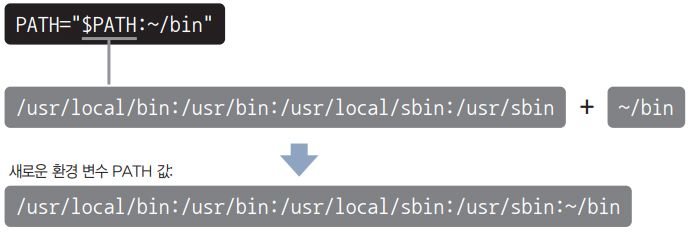 PATH="$PATH:~/bin"
/usr/local/bin:/usr/bin:/usr/local/sbin:/usr/sbin + ~/bin
새로운 환경 변수 PATH 값:
/usr/local/bin:/usr/bin:/usr/local/sbin:/usr/sbin:~/bin